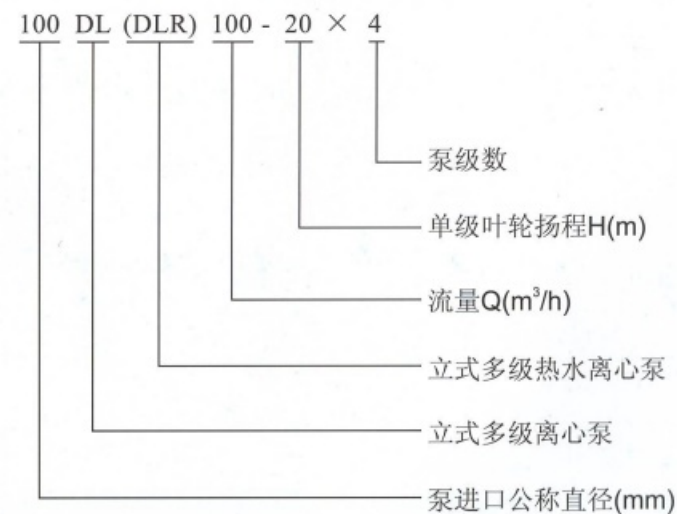 100 DL (DLR) 100 - 20 × 4
泵级数
单级叶轮扬程H(m)
流量Q(m³/h)
立式多级热水离心泵
立式多级离心泵
泵进口公称直径(mm)